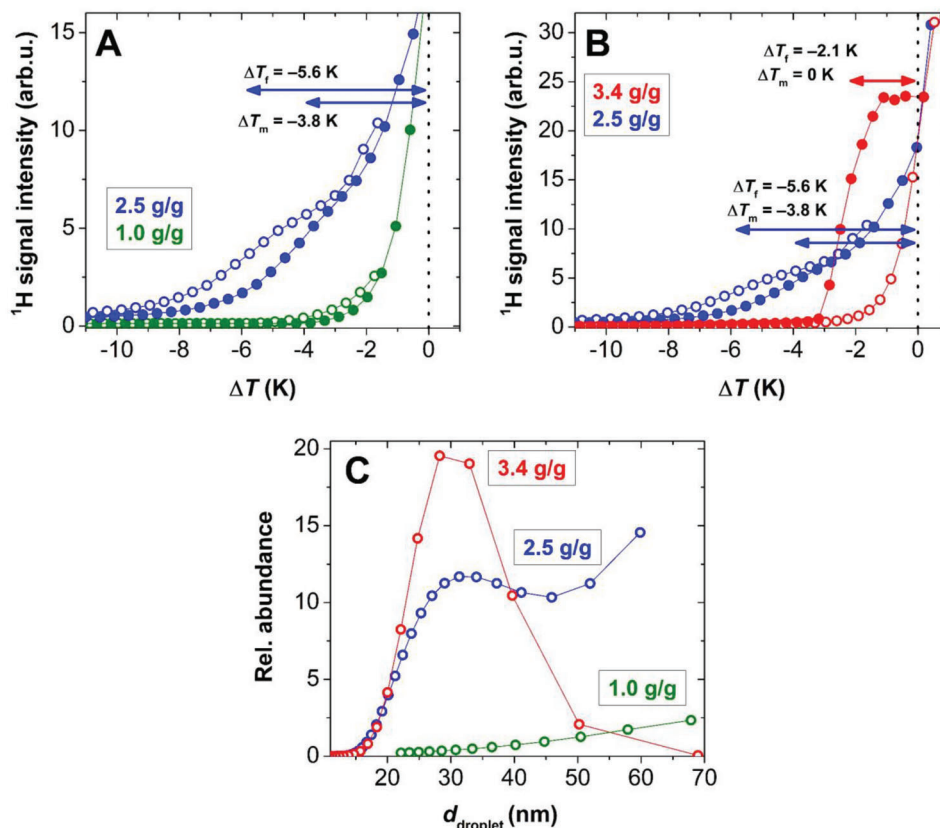 A
¹H signal intensity (arb.u.)
15
10
5
0
ΔTf = –5.6 K
ΔTm = –3.8 K
2.5 g/g
1.0 g/g
-10 -8 -6 -4 -2 0
ΔT (K)
B
¹H signal intensity (arb.u.)
30
25
20
15
10
5
0
ΔTf = –2.1 K
ΔTm = 0 K
3.4 g/g
2.5 g/g
ΔTf = –5.6 K
ΔTm = –3.8 K
-10 -8 -6 -4 -2 0
ΔT (K)
C
Rel. abundance
20
15
10
5
0
3.4 g/g
2.5 g/g
1.0 g/g
20 30 40 50 60 70
ddroplet (nm)